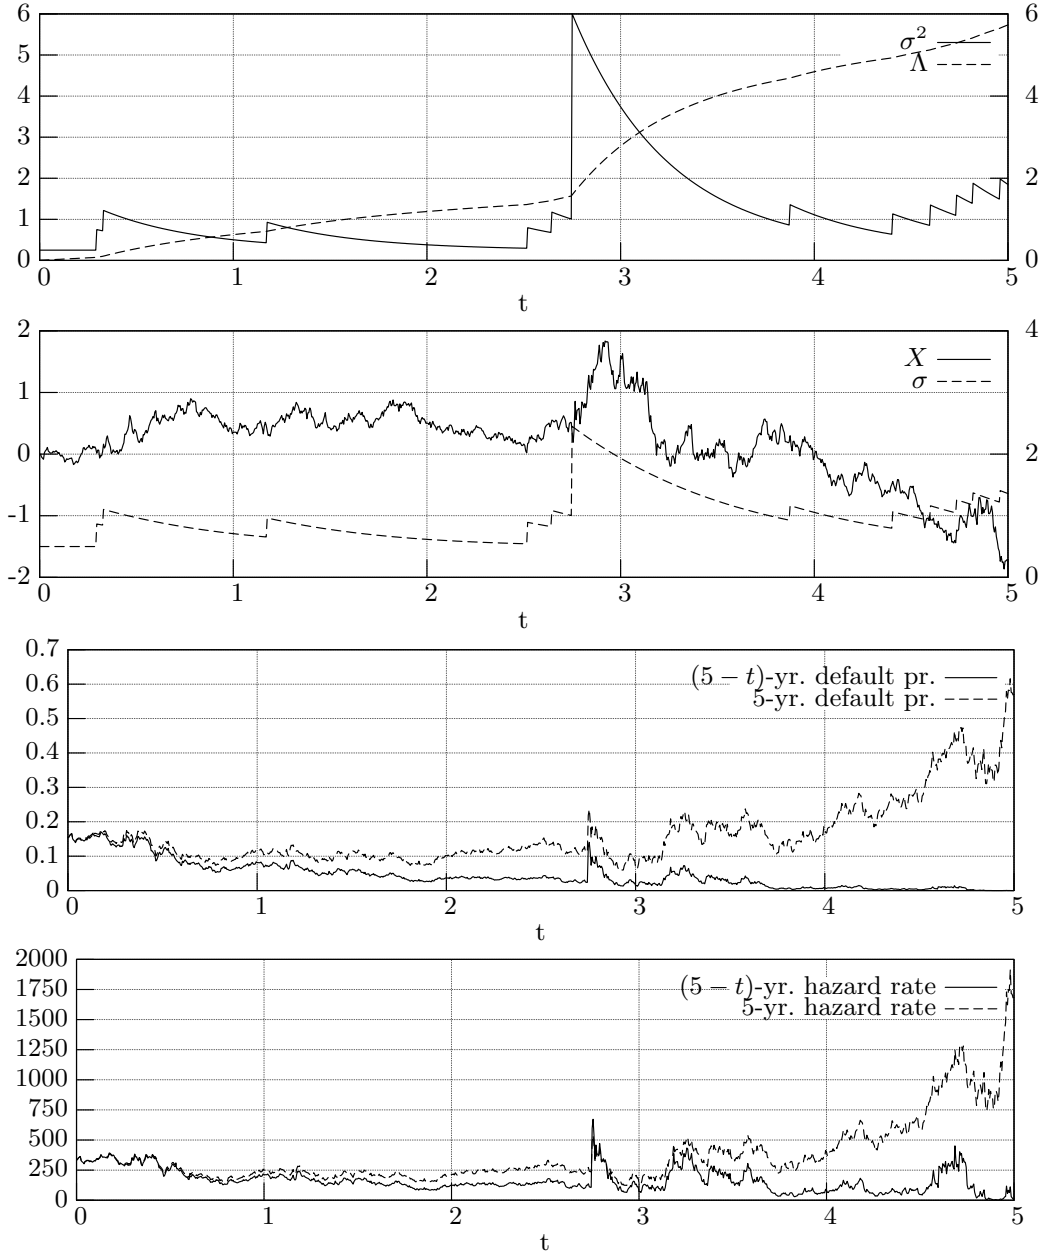 6 6
σ²
Λ
5
4 4
3
2 2
1
0 0
0 1 2 3 4 5
t
2 4
X
σ
1
0 2
-1
-2 0
0 1 2 3 4 5
t
0.7
(5 − t)-yr. default pr.
0.6
5-yr. default pr.
0.5
0.4
0.3
0.2
0.1
0
0 1 2 3 4 5
t
2000
(5 − t)-yr. hazard rate
1750
5-yr. hazard rate
1500
1250
1000
750
500
250
0
0 1 2 3 4 5
t